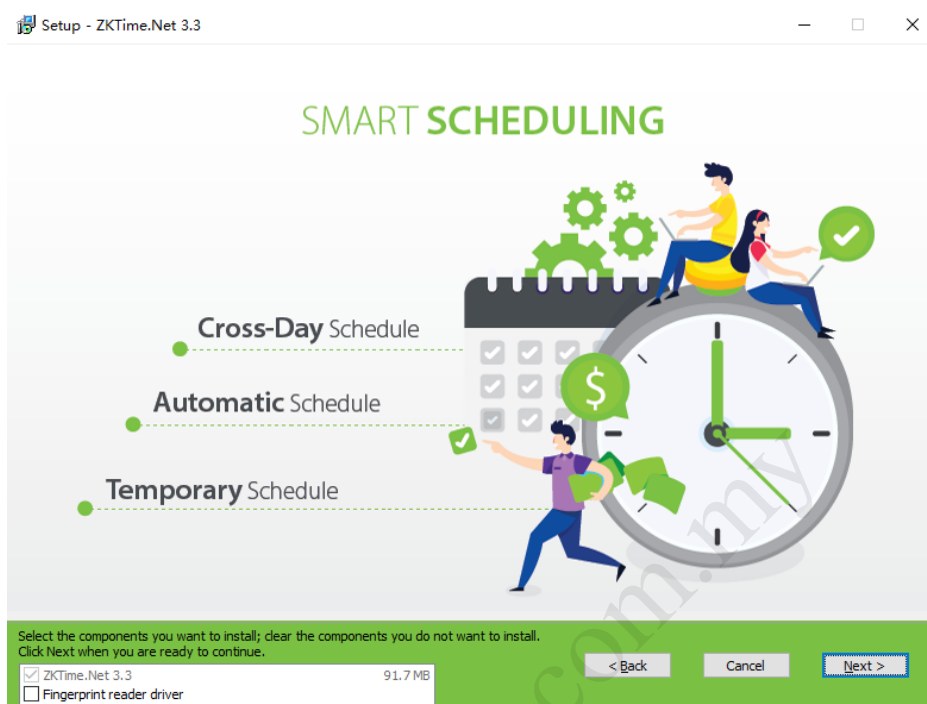 Setup - ZKTime.Net 3.3
SMART SCHEDULING
Cross-Day Schedule
Automatic Schedule
Temporary Schedule
$
Select the components you want to install; clear the components you do not want to install.
Click Next when you are ready to continue.
ZKTime.Net 3.3 91.7 MB
Fingerprint reader driver
< Back Cancel Next >
com.my